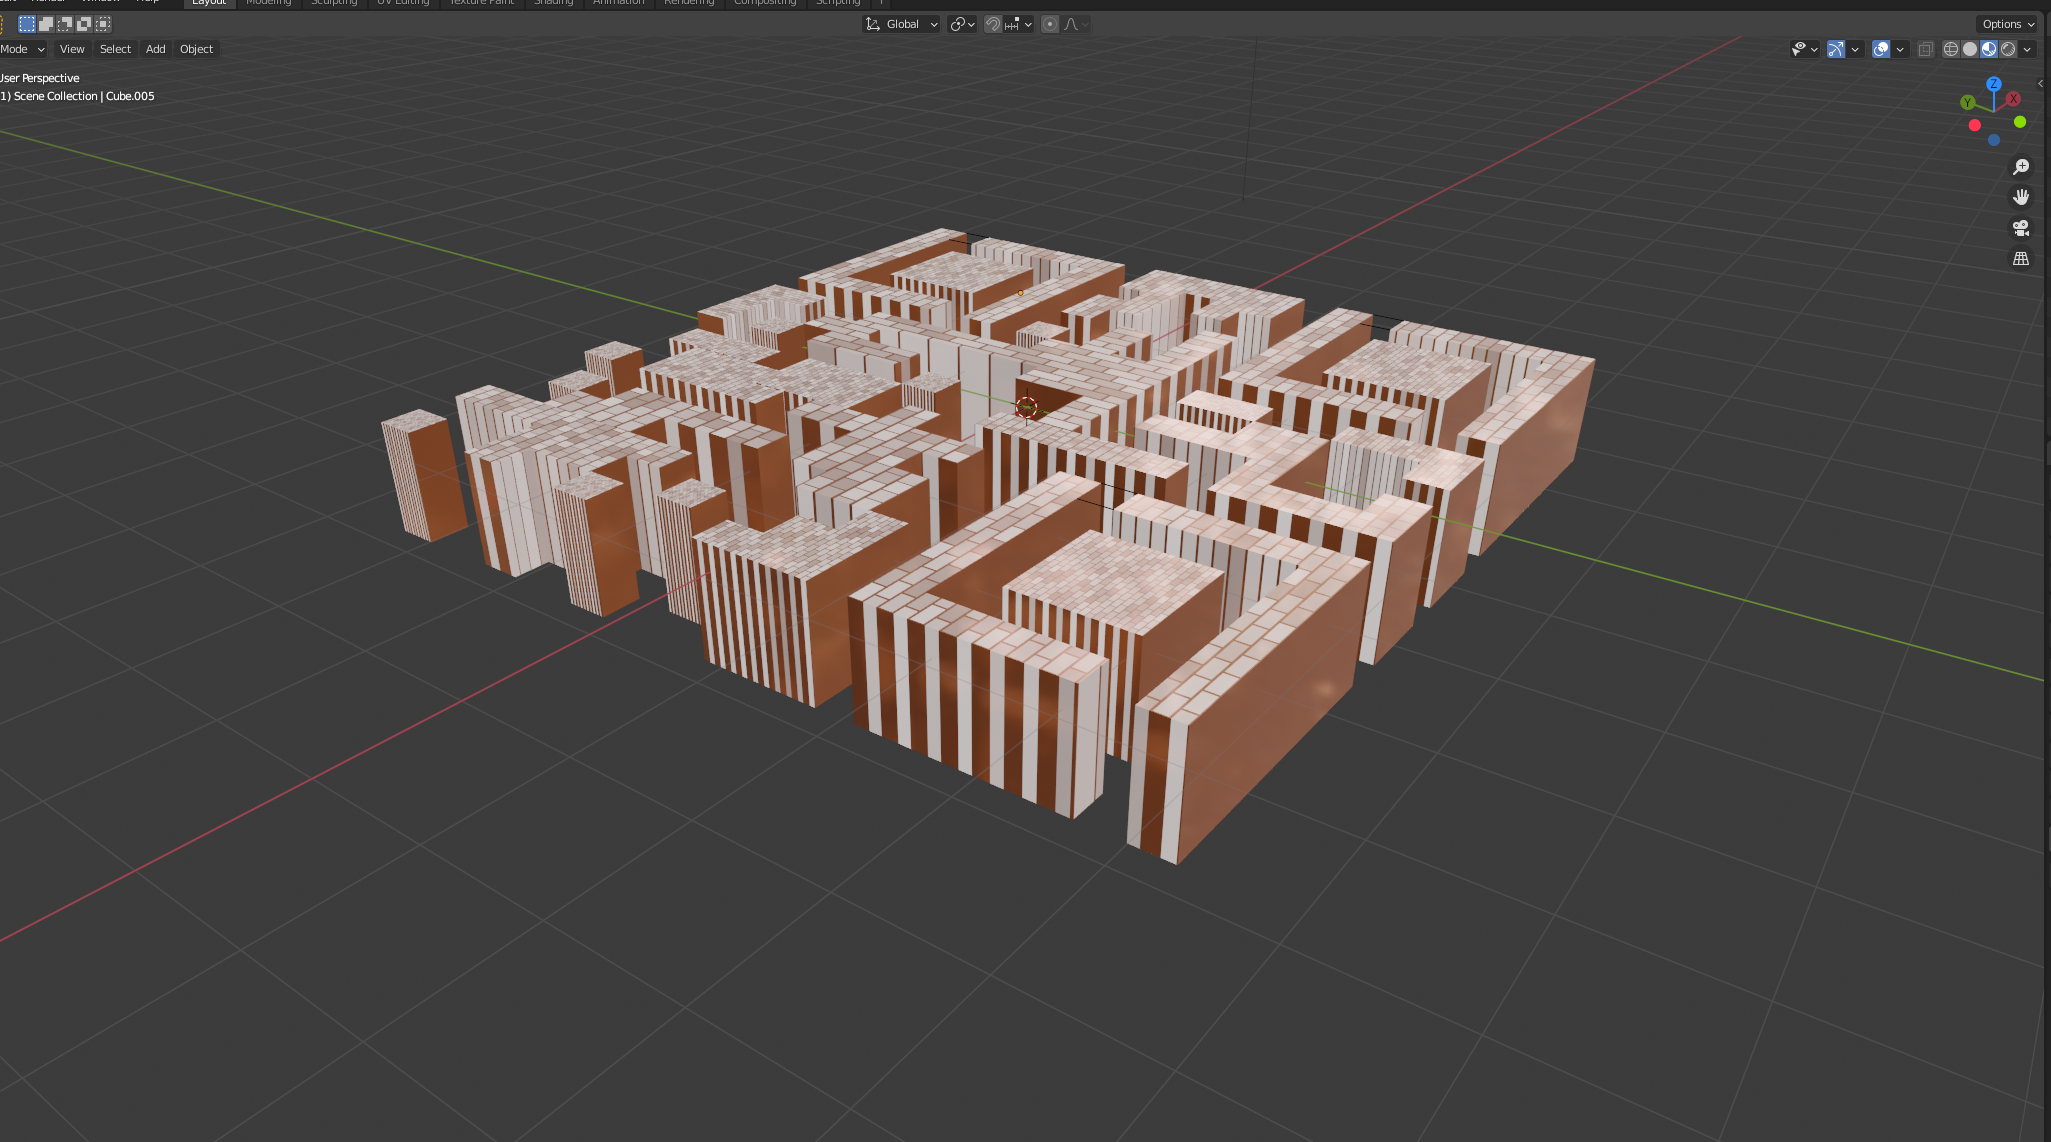 Layout Modeling Sculpting UV Editing Texture Paint Shading Animation Rendering Compositing Scripting +
Global
Options
Mode View Select Add Object
User Perspective
1) Scene Collection | Cube.005
Z
Y X